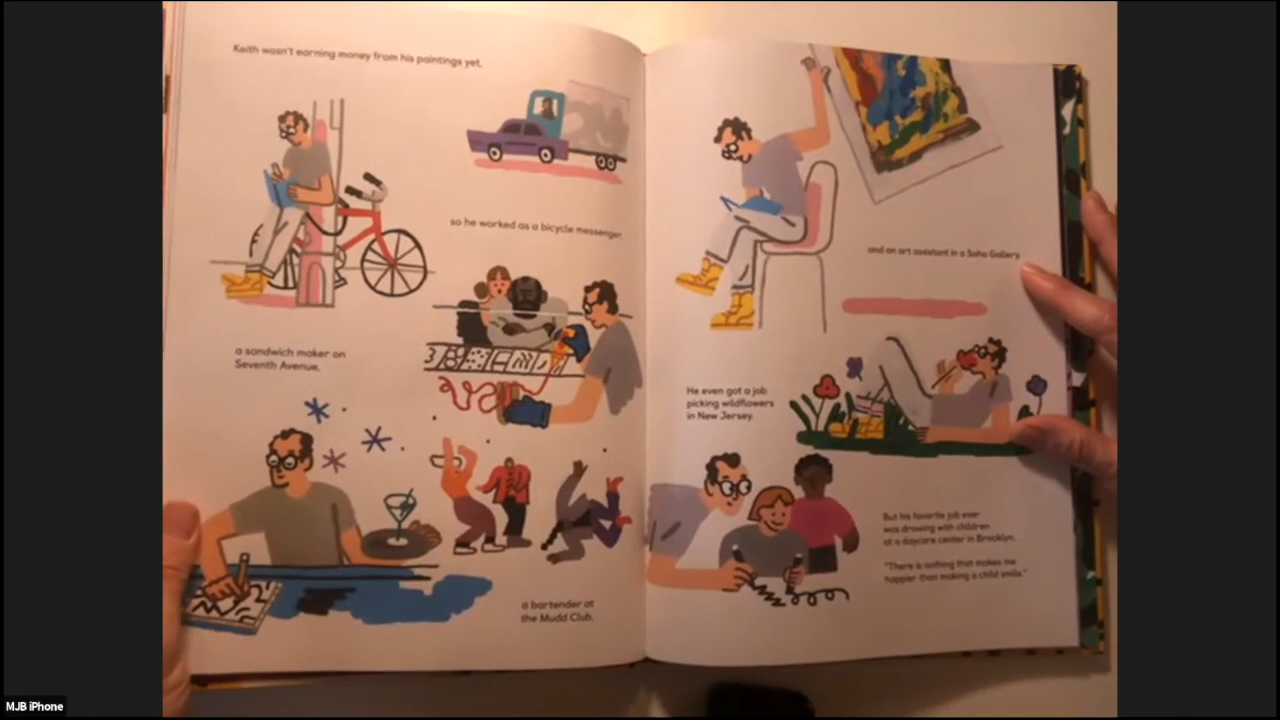 Keith wasn't earning money from his paintings yet,
so he worked as a bicycle messenger,
a sandwich maker on
Seventh Avenue,
a bartender at
the Mudd Club,
and an art assistant in a Soho Gallery.
He even got a job
picking wildflowers
in New Jersey.
But his favorite job ever
was drawing with children
at a daycare center in Brooklyn.
"There is nothing that makes me
happier than making a child smile."
MJB iPhone